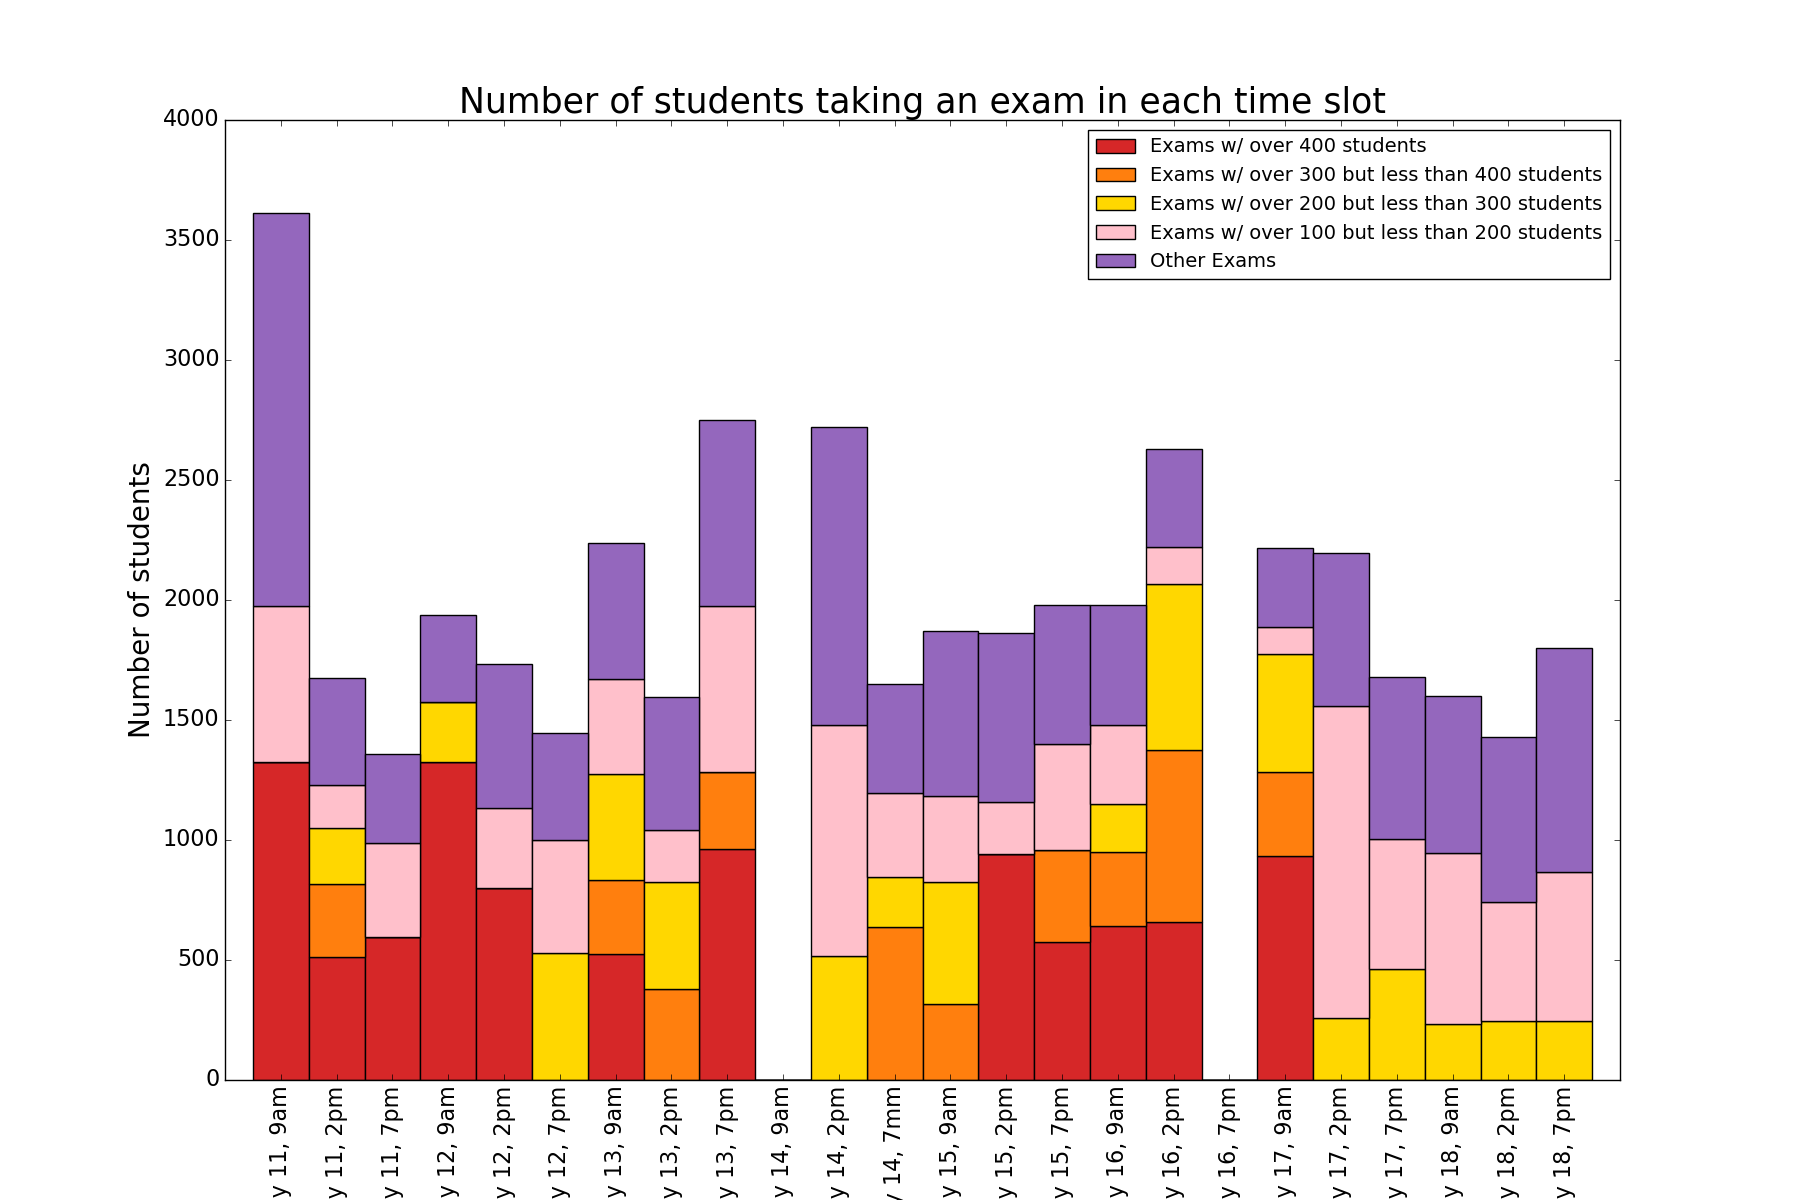 Number of students taking an exam in each time slot
Exams w/ over 400 students
Exams w/ over 300 but less than 400 students
Exams w/ over 200 but less than 300 students
Exams w/ over 100 but less than 200 students
Other Exams
Number of students
4000
3500
3000
2500
2000
1500
1000
500
0
y 11, 9am
y 11, 2pm
y 11, 7pm
y 12, 9am
y 12, 2pm
y 12, 7pm
y 13, 9am
y 13, 2pm
y 13, 7pm
y 14, 9am
y 14, 2pm
y 14, 7mm
y 15, 9am
y 15, 2pm
y 15, 7pm
y 16, 9am
y 16, 2pm
y 16, 7pm
y 17, 9am
y 17, 2pm
y 17, 7pm
y 18, 9am
y 18, 2pm
y 18, 7pm